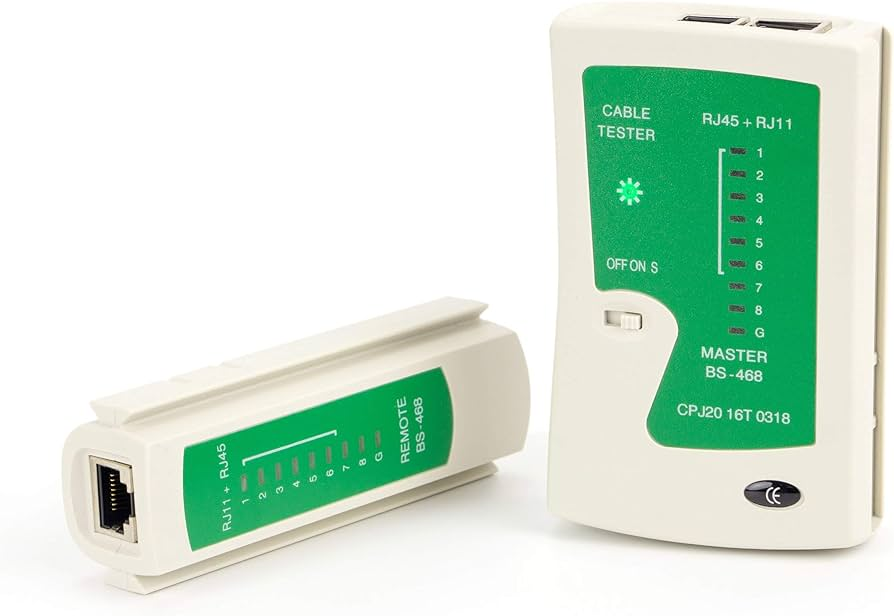 CABLE
TESTER
OFF ON S
RJ45 + RJ11
1
2
3
4
5
6
7
8
G
MASTER
BS-468
CPJ20 16T 0318
CE
RJ11 + RJ45
1
2
3
4
5
6
7
8
G
REMOTE
BS-468